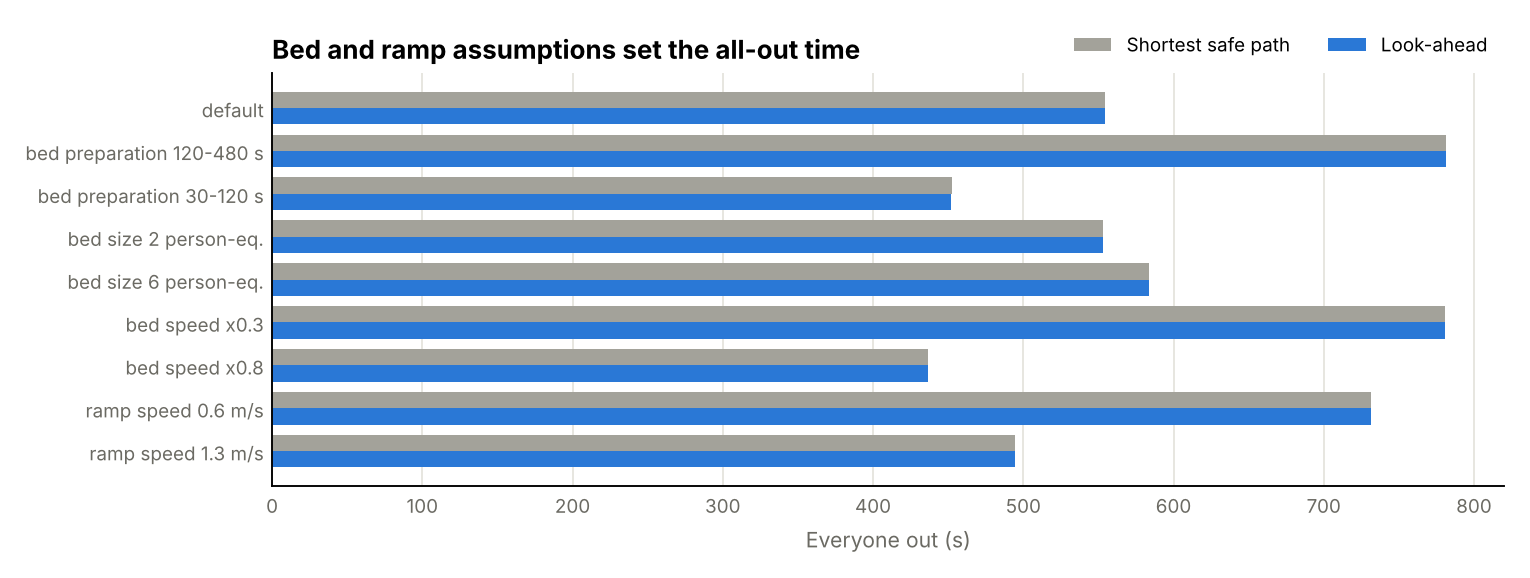 Bed and ramp assumptions set the all-out time
Shortest safe path
Look-ahead
default
bed preparation 120-480 s
bed preparation 30-120 s
bed size 2 person-eq.
bed size 6 person-eq.
bed speed x0.3
bed speed x0.8
ramp speed 0.6 m/s
ramp speed 1.3 m/s
0 100 200 300 400 500 600 700 800
Everyone out (s)